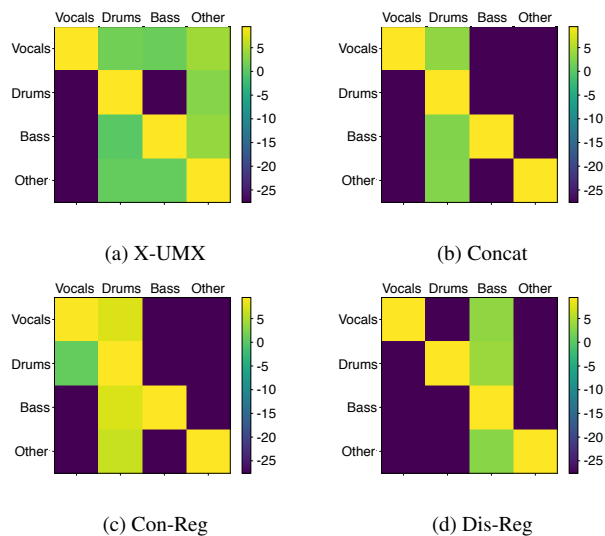 Vocals Drums Bass Other
Vocals
Drums
Bass
Other
5
0
-5
-10
-15
-20
-25
(a) X-UMX
Vocals Drums Bass Other
Vocals
Drums
Bass
Other
5
0
-5
-10
-15
-20
-25
(b) Concat
Vocals Drums Bass Other
Vocals
Drums
Bass
Other
5
0
-5
-10
-15
-20
-25
(c) Con-Reg
Vocals Drums Bass Other
Vocals
Drums
Bass
Other
5
0
-5
-10
-15
-20
-25
(d) Dis-Reg